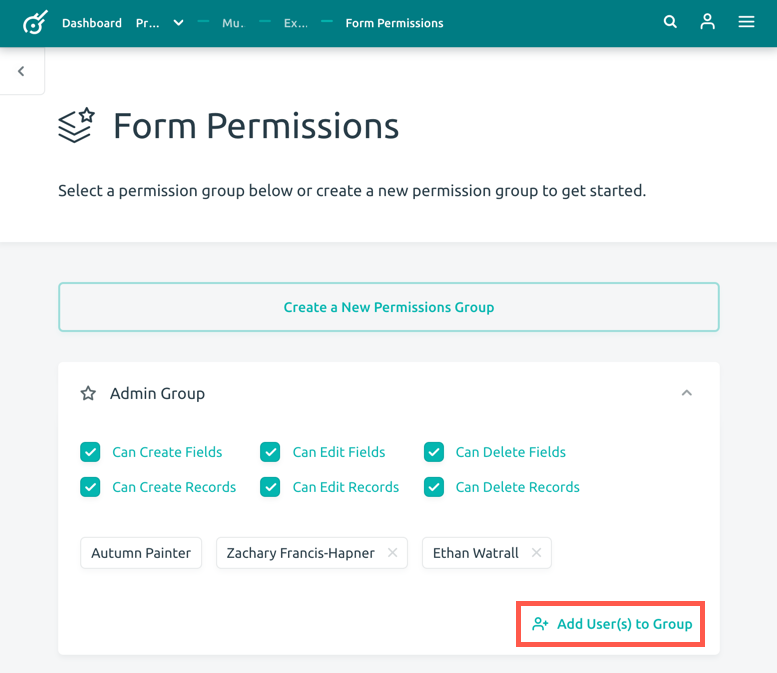 Dashboard Pr... Mu. Ex... Form Permissions
Form Permissions
Select a permission group below or create a new permission group to get started.
Create a New Permissions Group
Admin Group
Can Create Fields Can Edit Fields Can Delete Fields
Can Create Records Can Edit Records Can Delete Records
Autumn Painter Zachary Francis-Hapner Ethan Watrall
Add User(s) to Group